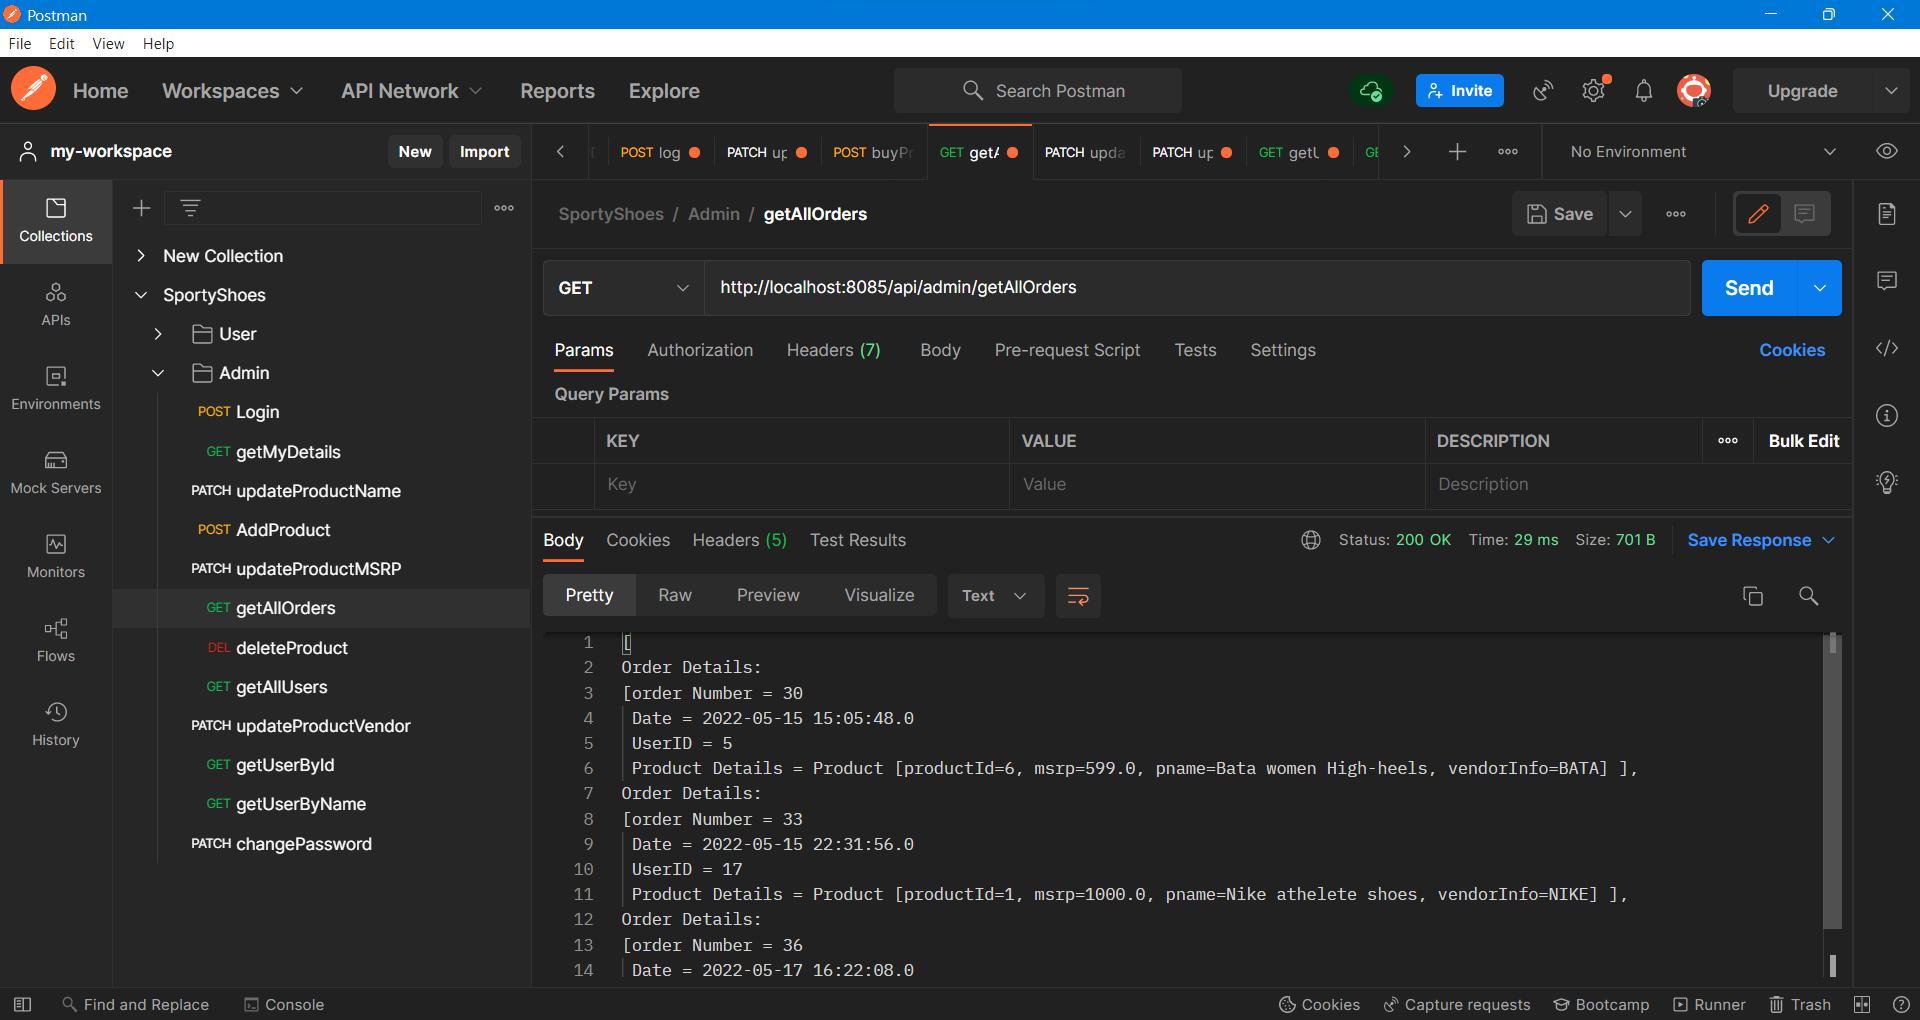 Postman
File Edit View Help
Home Workspaces API Network Reports Explore Search Postman Invite Upgrade
my-workspace New Import POST log PATCH up POST buyPr GET getA PATCH upda PATCH up GET getU GE No Environment
Collections
APIs
Environments
Mock Servers
Monitors
Flows
History
New Collection
SportyShoes
User
Admin
POST Login
GET getMyDetails
PATCH updateProductName
POST AddProduct
PATCH updateProductMSRP
GET getAllOrders
DEL deleteProduct
GET getAllUsers
PATCH updateProductVendor
GET getUserById
GET getUserByName
PATCH changePassword
SportyShoes / Admin / getAllOrders Save
GET http://localhost:8085/api/admin/getAllOrders Send
Params Authorization Headers (7) Body Pre-request Script Tests Settings Cookies
Query Params
KEY VALUE DESCRIPTION Bulk Edit
Key Value Description
Body Cookies Headers (5) Test Results Status: 200 OK Time: 29 ms Size: 701 B Save Response
Pretty Raw Preview Visualize Text
1 [
2 Order Details:
3 [order Number = 30
4 Date = 2022-05-15 15:05:48.0
5 UserID = 5
6 Product Details = Product [productId=6, msrp=599.0, pname=Bata women High-heels, vendorInfo=BATA] ],
7 Order Details:
8 [order Number = 33
9 Date = 2022-05-15 22:31:56.0
10 UserID = 17
11 Product Details = Product [productId=1, msrp=1000.0, pname=Nike athelete shoes, vendorInfo=NIKE] ],
12 Order Details:
13 [order Number = 36
14 Date = 2022-05-17 16:22:08.0
Find and Replace Console Cookies Capture requests Bootcamp Runner Trash